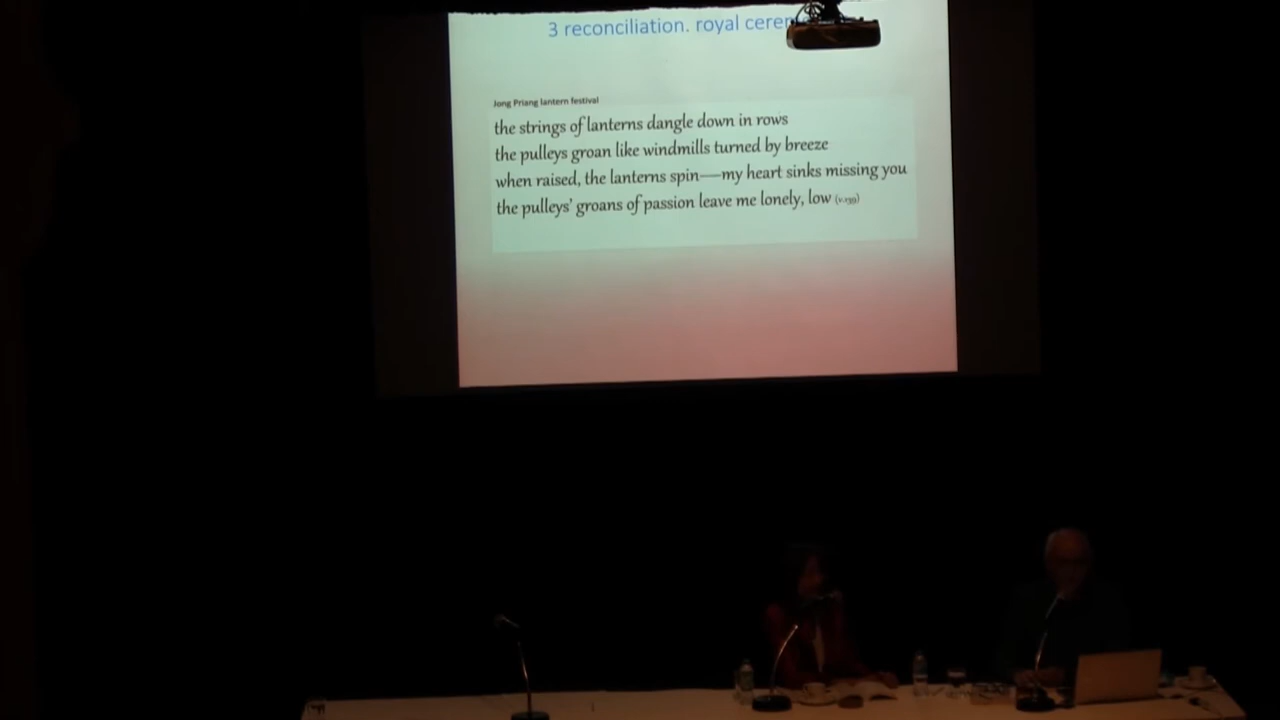 3 reconciliation. royal
Jong Priang lantern festival
the strings of lanterns dangle down in rows
the pulleys groan like windmills turned by breeze
when raised, the lanterns spin—my heart sinks missing you
the pulleys' groans of passion leave me lonely, low